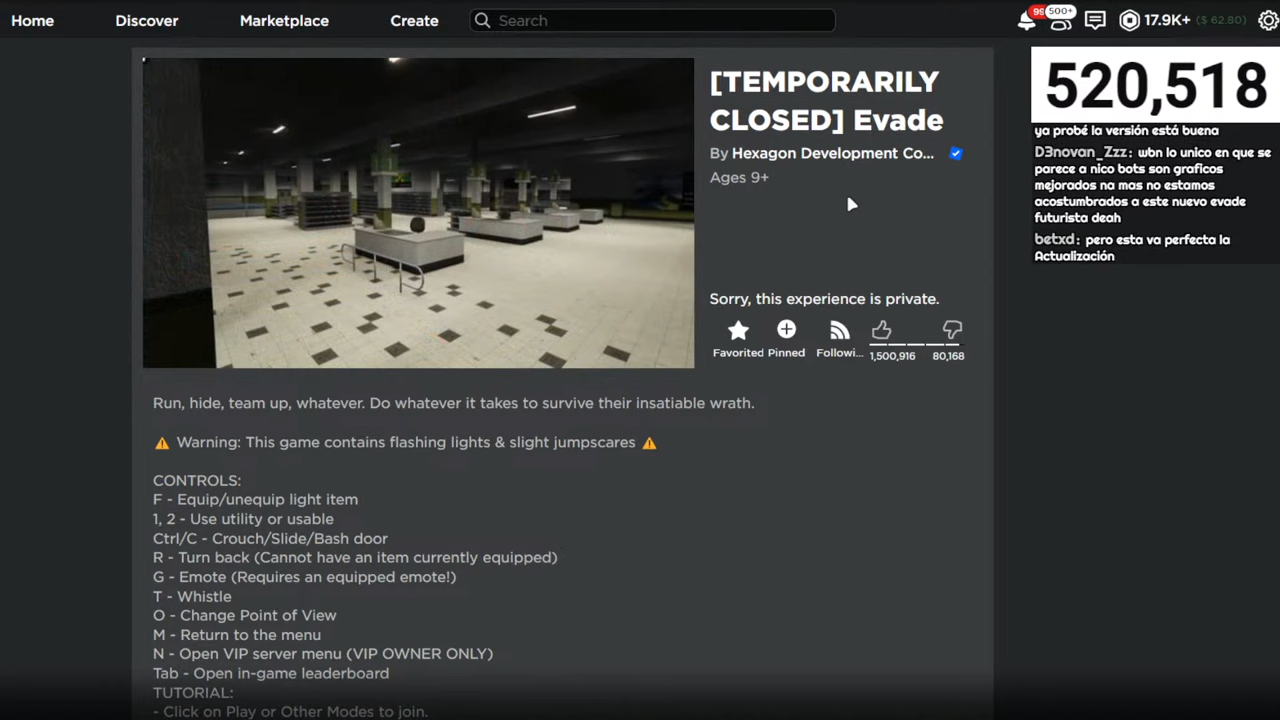 Home Discover Marketplace Create Search 99 500+ 17.9K+ ($ 62.80)
[TEMPORARILY
CLOSED] Evade
By Hexagon Development Co...
Ages 9+
Sorry, this experience is private.
Favorited Pinned Followi... 1,500,916 80,168
Run, hide, team up, whatever. Do whatever it takes to survive their insatiable wrath.
Warning: This game contains flashing lights & slight jumpscares
CONTROLS:
F - Equip/unequip light item
1, 2 - Use utility or usable
Ctrl/C - Crouch/Slide/Bash door
R - Turn back (Cannot have an item currently equipped)
G - Emote (Requires an equipped emote!)
T - Whistle
O - Change Point of View
M - Return to the menu
N - Open VIP server menu (VIP OWNER ONLY)
Tab - Open in-game leaderboard
TUTORIAL:
- Click on Play or Other Modes to join.
520,518
ya probé la versión está buena
D3novan_Zzz: wbn lo unico en que se
parece a nico bots son graficos
mejorados na mas no estamos
acostumbrados a este nuevo evade
futurista deah
betxd: pero esta va perfecta la
Actualización